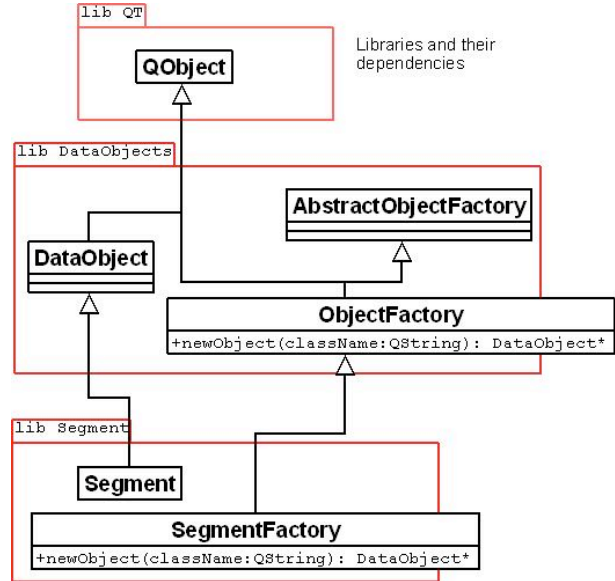 lib QT
QObject
Libraries and their
dependencies
lib DataObjects
AbstractObjectFactory
DataObject
ObjectFactory
+newObject(className:QString): DataObject*
lib Segment
Segment
SegmentFactory
+newObject(className:QString): DataObject*